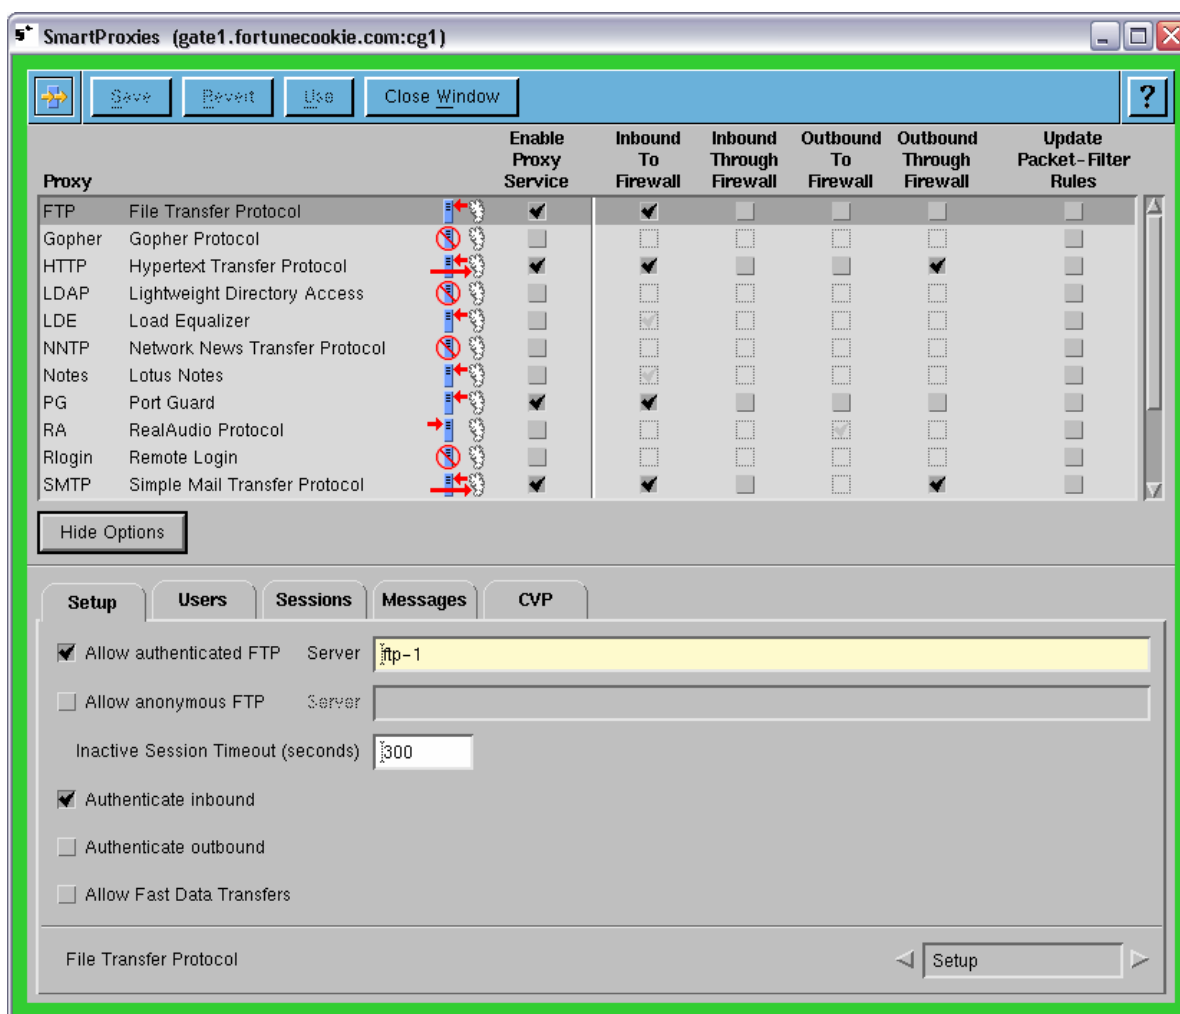 SmartProxies (gate1.fortunecookie.com:cg1)
Save Revert Use Close Window ?
Proxy Enable Proxy Service Inbound To Firewall Inbound Through Firewall Outbound To Firewall Outbound Through Firewall Update Packet-Filter Rules
FTP File Transfer Protocol
Gopher Gopher Protocol
HTTP Hypertext Transfer Protocol
LDAP Lightweight Directory Access
LDE Load Equalizer
NNTP Network News Transfer Protocol
Notes Lotus Notes
PG Port Guard
RA RealAudio Protocol
Rlogin Remote Login
SMTP Simple Mail Transfer Protocol
Hide Options
Setup Users Sessions Messages CVP
Allow authenticated FTP Server ftp-1
Allow anonymous FTP Server
Inactive Session Timeout (seconds) 300
Authenticate inbound
Authenticate outbound
Allow Fast Data Transfers
File Transfer Protocol Setup